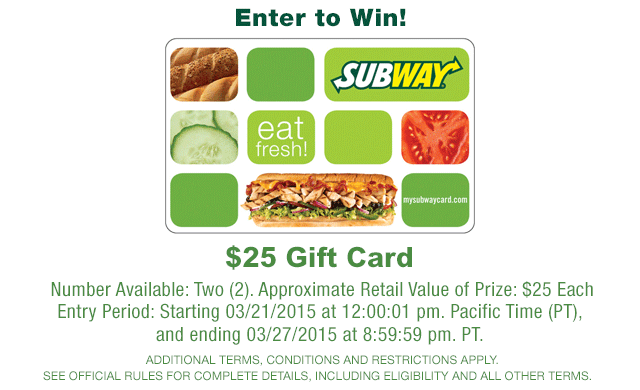 Enter to Win!
SUBWAY
eat
fresh!
mysubwaycard.com
$25 Gift Card
Number Available: Two (2). Approximate Retail Value of Prize: $25 Each
Entry Period: Starting 03/21/2015 at 12:00:01 pm. Pacific Time (PT),
and ending 03/27/2015 at 8:59:59 pm. PT.
ADDITIONAL TERMS, CONDITIONS AND RESTRICTIONS APPLY.
SEE OFFICIAL RULES FOR COMPLETE DETAILS, INCLUDING ELIGIBILITY AND ALL OTHER TERMS.